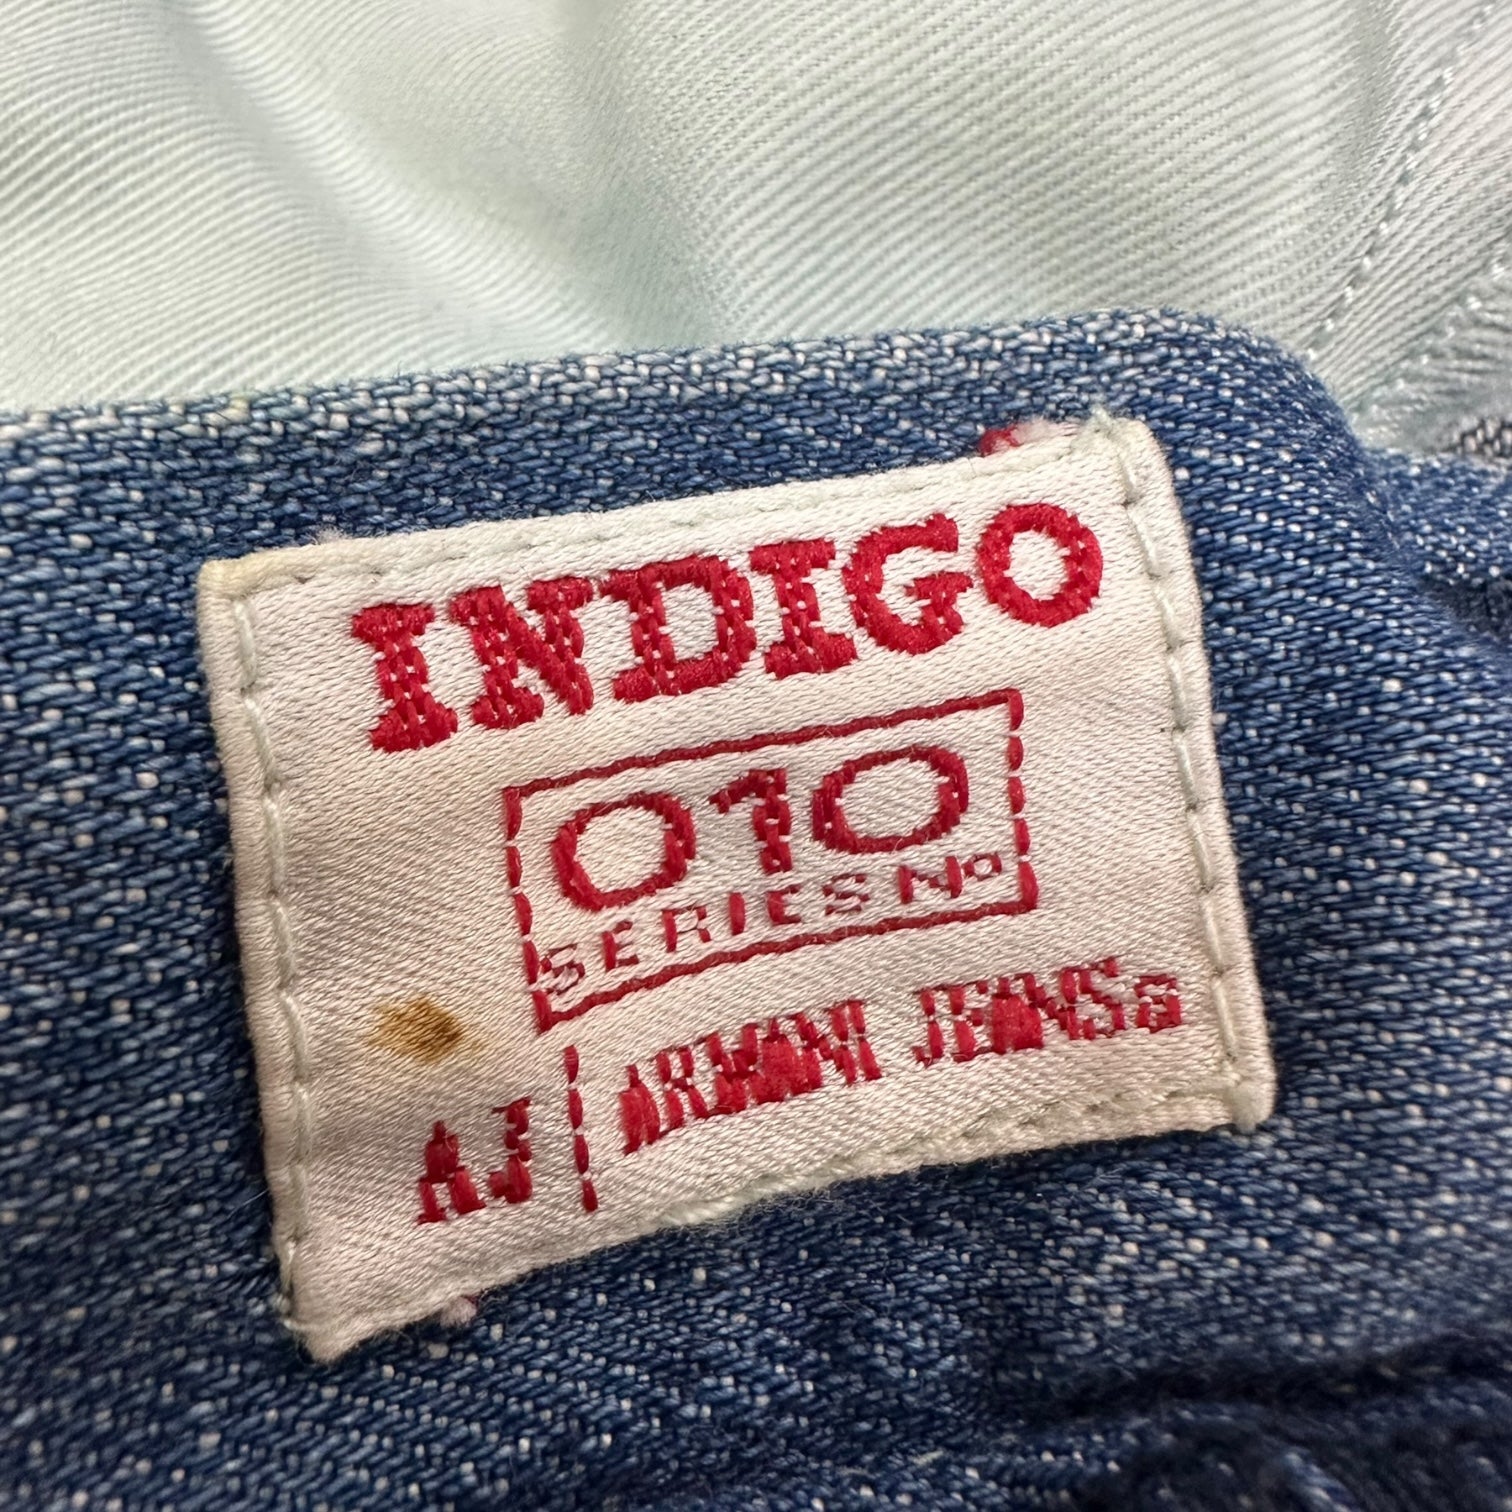 INDIGO
010
SERIES No
AJ | ARMANI JEANS®